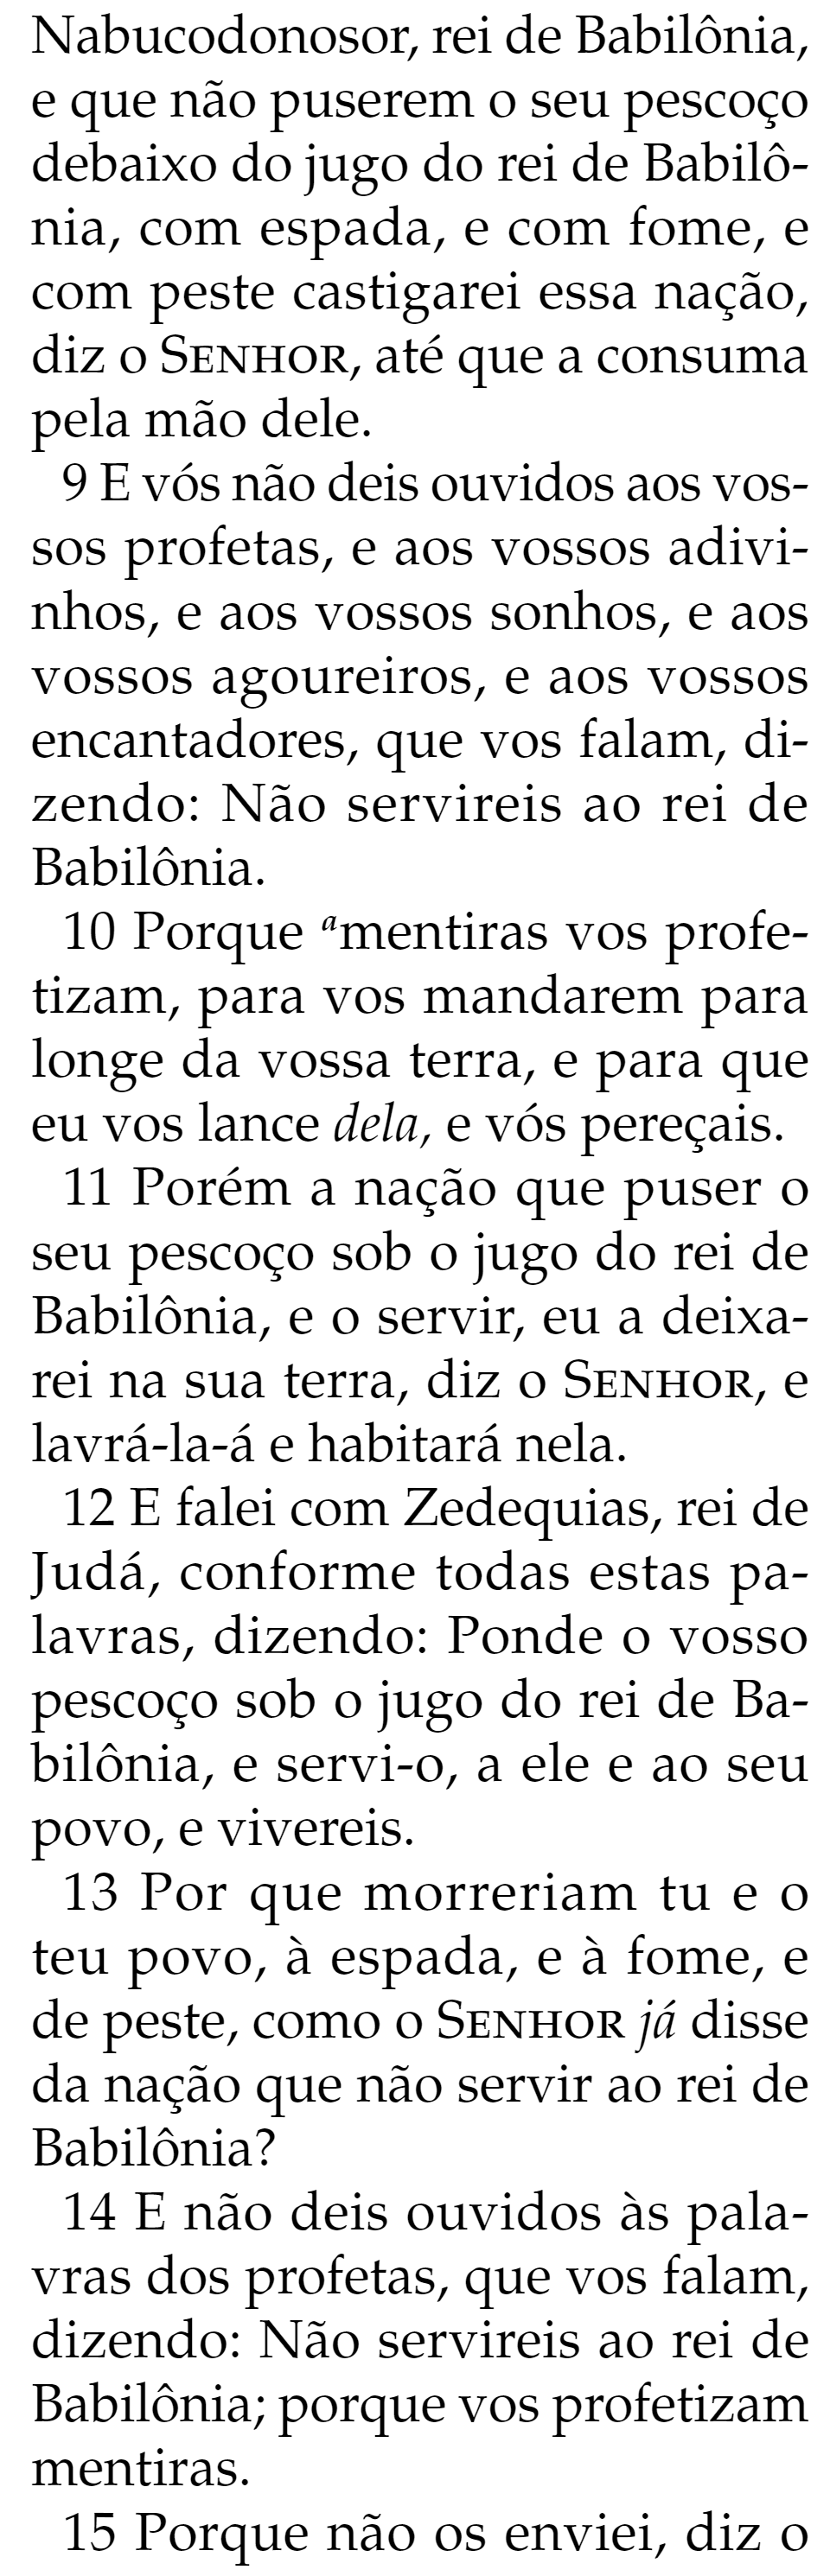 Nabucodonosor, rei de Babilônia,
e que não puserem o seu pescoço
debaixo do jugo do rei de Babilô-
nia, com espada, e com fome, e
com peste castigarei essa nação,
diz o SENHOR, até que a consuma
pela mão dele.
9 E vós não deis ouvidos aos vos-
sos profetas, e aos vossos adivi-
nhos, e aos vossos sonhos, e aos
vossos agoureiros, e aos vossos
encantadores, que vos falam, di-
zendo: Não servireis ao rei de
Babilônia.
10 Porque amentiras vos profe-
tizam, para vos mandarem para
longe da vossa terra, e para que
eu vos lance dela, e vós pereçais.
11 Porém a nação que puser o
seu pescoço sob o jugo do rei de
Babilônia, e o servir, eu a deixa-
rei na sua terra, diz o SENHOR, e
lavrá-la-á e habitará nela.
12 E falei com Zedequias, rei de
Judá, conforme todas estas pa-
lavras, dizendo: Ponde o vosso
pescoço sob o jugo do rei de Ba-
bilônia, e servi-o, a ele e ao seu
povo, e vivereis.
13 Por que morreriam tu e o
teu povo, à espada, e à fome, e
de peste, como o SENHOR já disse
da nação que não servir ao rei de
Babilônia?
14 E não deis ouvidos às pala-
vras dos profetas, que vos falam,
dizendo: Não servireis ao rei de
Babilônia; porque vos profetizam
mentiras.
15 Porque não os enviei, diz o